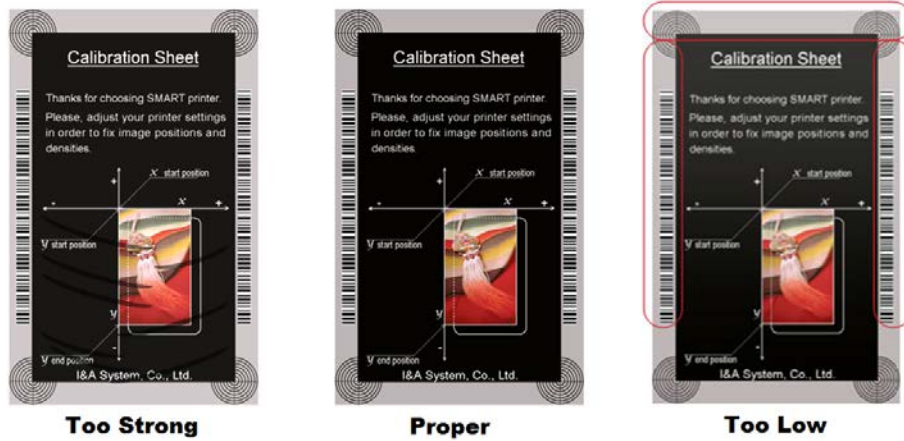 Calibration Sheet
Thanks for choosing SMART printer.
Please, adjust your printer settings
in order to fix image positions and
densities.
+
x start position
-
x
+
y start position
y
-
y end position
I&A System, Co., Ltd.
Too Strong
Calibration Sheet
Thanks for choosing SMART printer.
Please, adjust your printer settings
in order to fix image positions and
densities.
+
x start position
-
x
+
y start position
y
-
y end position
I&A System, Co., Ltd.
Proper
Calibration Sheet
Thanks for choosing SMART printer.
Please, adjust your printer settings
in order to fix image positions and
densities.
+
x start position
-
x
+
y start position
y
-
y end position
I&A System, Co., Ltd.
Too Low